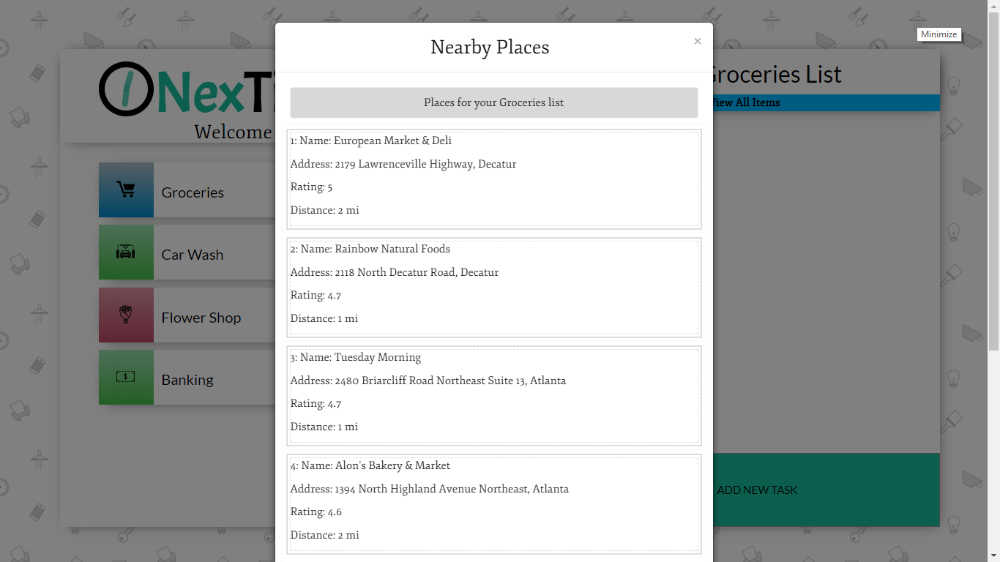 Nearby Places
×
Minimize
NexTi
Welcome
Groceries List
View All Items
Places for your Groceries list
1: Name: European Market & Deli
Address: 2179 Lawrenceville Highway, Decatur
Rating: 5
Distance: 2 mi
2: Name: Rainbow Natural Foods
Address: 2118 North Decatur Road, Decatur
Rating: 4.7
Distance: 1 mi
3: Name: Tuesday Morning
Address: 2480 Briarcliff Road Northeast Suite 13, Atlanta
Rating: 4.7
Distance: 1 mi
4: Name: Alon's Bakery & Market
Address: 1394 North Highland Avenue Northeast, Atlanta
Rating: 4.6
Distance: 2 mi
Groceries
Car Wash
Flower Shop
$
Banking
ADD NEW TASK